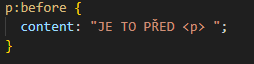 p:before {
content: "JE TO PŘED <p> ";
}